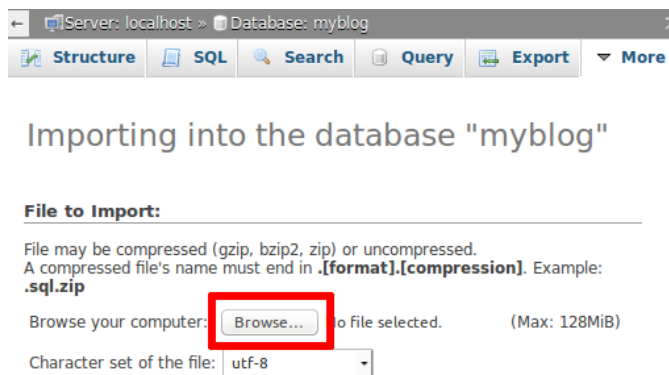 ← Server: localhost » Database: myblog
Structure SQL Search Query Export ▼ More
Importing into the database "myblog"
File to Import:
File may be compressed (gzip, bzip2, zip) or uncompressed.
A compressed file's name must end in .[format].[compression]. Example:
.sql.zip
Browse your computer: Browse... No file selected. (Max: 128MiB)
Character set of the file: utf-8